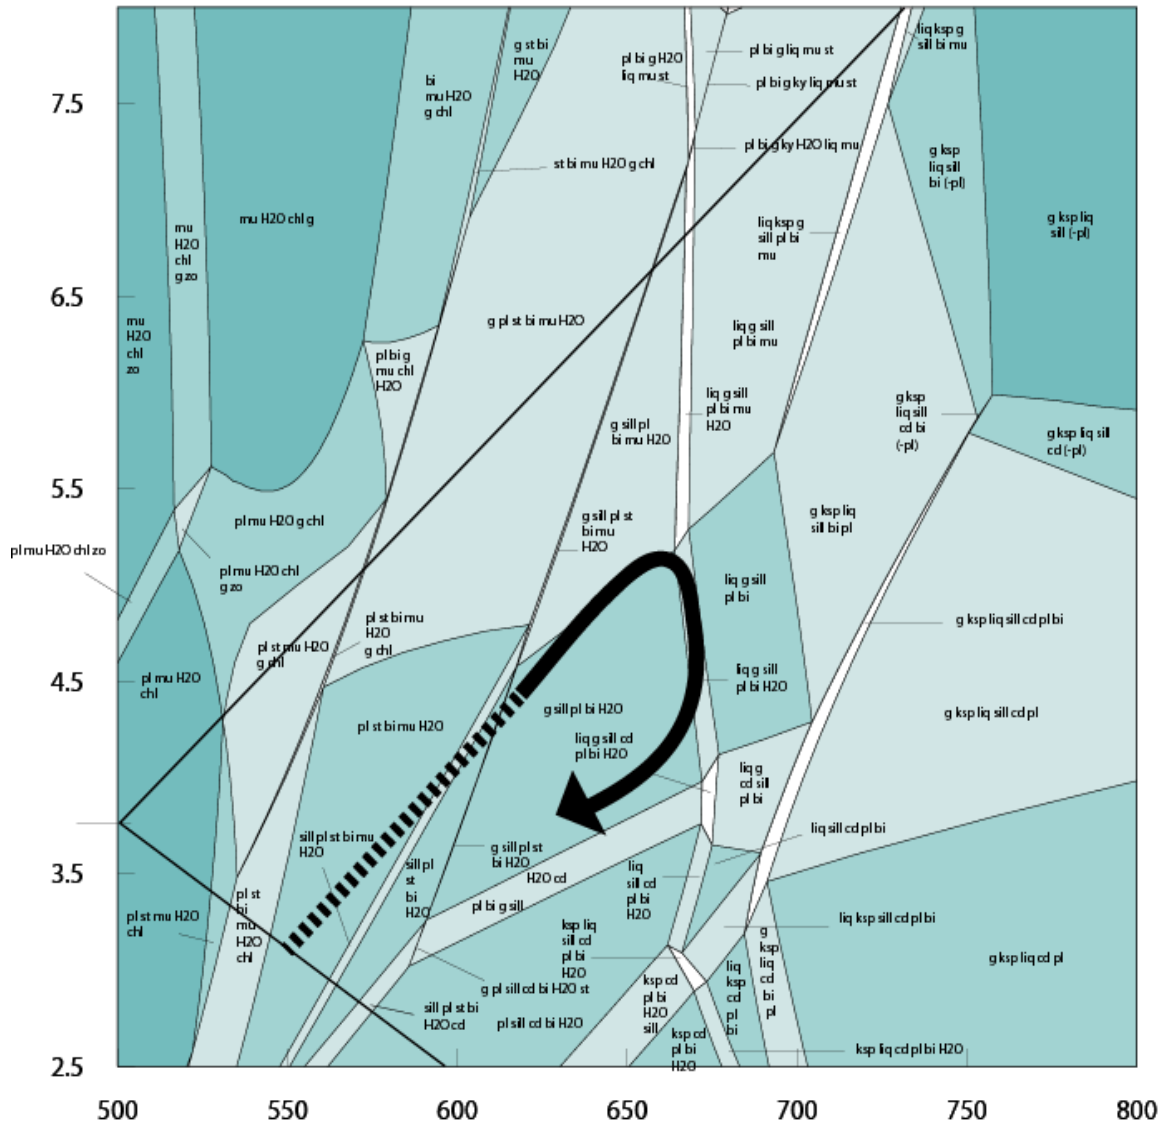 g st bi
mu
H2O
pl bi g H2O
liq mu st
pl bi g liq mu st
liq ksp g
sill bi mu
bi
mu H2O
g chl
pl bi g ky liq mu st
7.5
pl bi g ky H2O liq mu
st bi mu H2O g chl
g ksp
liq sill
bi (-pl)
mu H2O chl g
mu
H2O
chl
g zo
liq ksp g
sill pl bi
mu
g ksp liq
sill (-pl)
6.5
mu
H2O
chl
zo
g pl st bi mu H2O
liq g sill
pl bi mu
pl bi g
mu chl
H2O
liq g sill
pl bi mu
H2O
g ksp
liq sill
cd bi
(-pl)
g sill pl
bi mu H2O
g ksp liq sill
cd (-pl)
5.5
pl mu H2O g chl
g sill pl st
bi mu
H2O
g ksp liq
sill bi pl
pl mu H2O chl zo
pl mu H2O chl
g zo
liq g sill
pl bi
pl st mu H2O
g chl
pl st bi mu
H2O
g chl
g ksp liq sill cd pl bi
4.5
pl mu H2O
chl
liq g sill
pl bi H2O
pl st bi mu H2O
g sill pl bi H2O
g ksp liq sill cd pl
liq g sill cd
pl bi H2O
liq g
cd sill
pl bi
sill pl st bi mu
H2O
g sill pl st
bi H2O
liq sill cd pl bi
3.5
sill pl
st
bi
H2O
H2O cd
pl bi g sill
liq
sill cd
pl bi
H2O
pl st mu H2O
chl
pl st
bi
mu
H2O
chl
ksp liq
sill cd
pl bi
H2O
liq ksp sill cd pl bi
g
ksp
liq
cd
bi
pl
g ksp liq cd pl
g pl sill cd bi H2O st
ksp cd
pl bi
H2O
sill
liq
ksp
cd
pl
bi
sill pl st bi
H2O cd
pl sill cd bi H2O
ksp cd
pl bi
H2O
ksp liq cd pl bi H2O
2.5
500 550 600 650 700 750 800